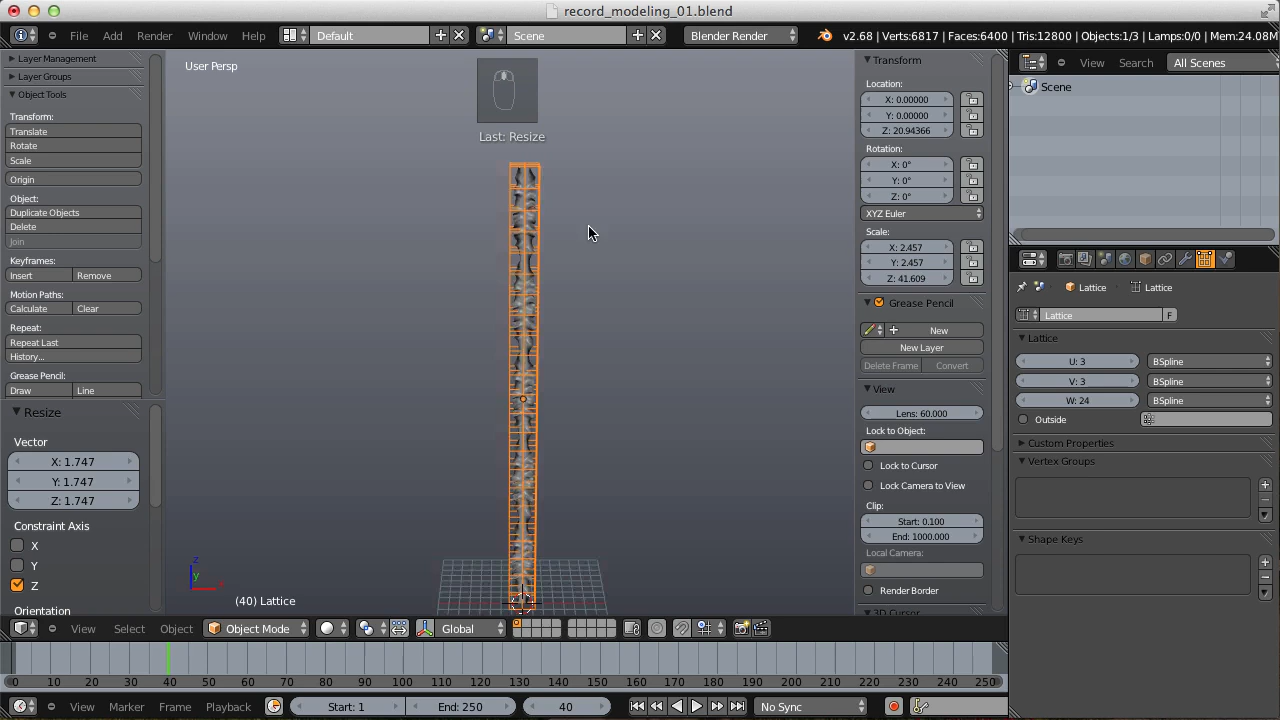 record_modeling_01.blend
File Add Render Window Help Default Scene Blender Render v2.68 | Verts:6817 | Faces:6400 | Tris:12800 | Objects:1/3 | Lamps:0/0 | Mem:24.08M
Layer Management
Layer Groups
Object Tools
Transform:
Translate
Rotate
Scale
Origin
Object:
Duplicate Objects
Delete
Join
Keyframes:
Insert Remove
Motion Paths:
Calculate Clear
Repeat:
Repeat Last
History...
Grease Pencil:
Draw Line
Resize
Vector
X: 1.747
Y: 1.747
Z: 1.747
Constraint Axis
X
Y
Z
Orientation
User Persp
Last: Resize
z
y
(40) Lattice
Transform
Location:
X: 0.00000
Y: 0.00000
Z: 20.94366
Rotation:
X: 0°
Y: 0°
Z: 0°
XYZ Euler
Scale:
X: 2.457
Y: 2.457
Z: 41.609
Grease Pencil
New
New Layer
Delete Frame Convert
View
Lens: 60.000
Lock to Object:
Lock to Cursor
Lock Camera to View
Clip:
Start: 0.100
End: 1000.000
Local Camera:
Render Border
3D Cursor
View Search All Scenes
Scene
Lattice Lattice
Lattice F
Lattice
U: 3 BSpline
V: 3 BSpline
W: 24 BSpline
Outside
Custom Properties
Vertex Groups
Shape Keys
View Select Object Object Mode Global
0 10 20 30 40 50 60 70 80 90 100 110 120 130 140 150 160 170 180 190 200 210 220 230 240 250
View Marker Frame Playback Start: 1 End: 250 40 No Sync